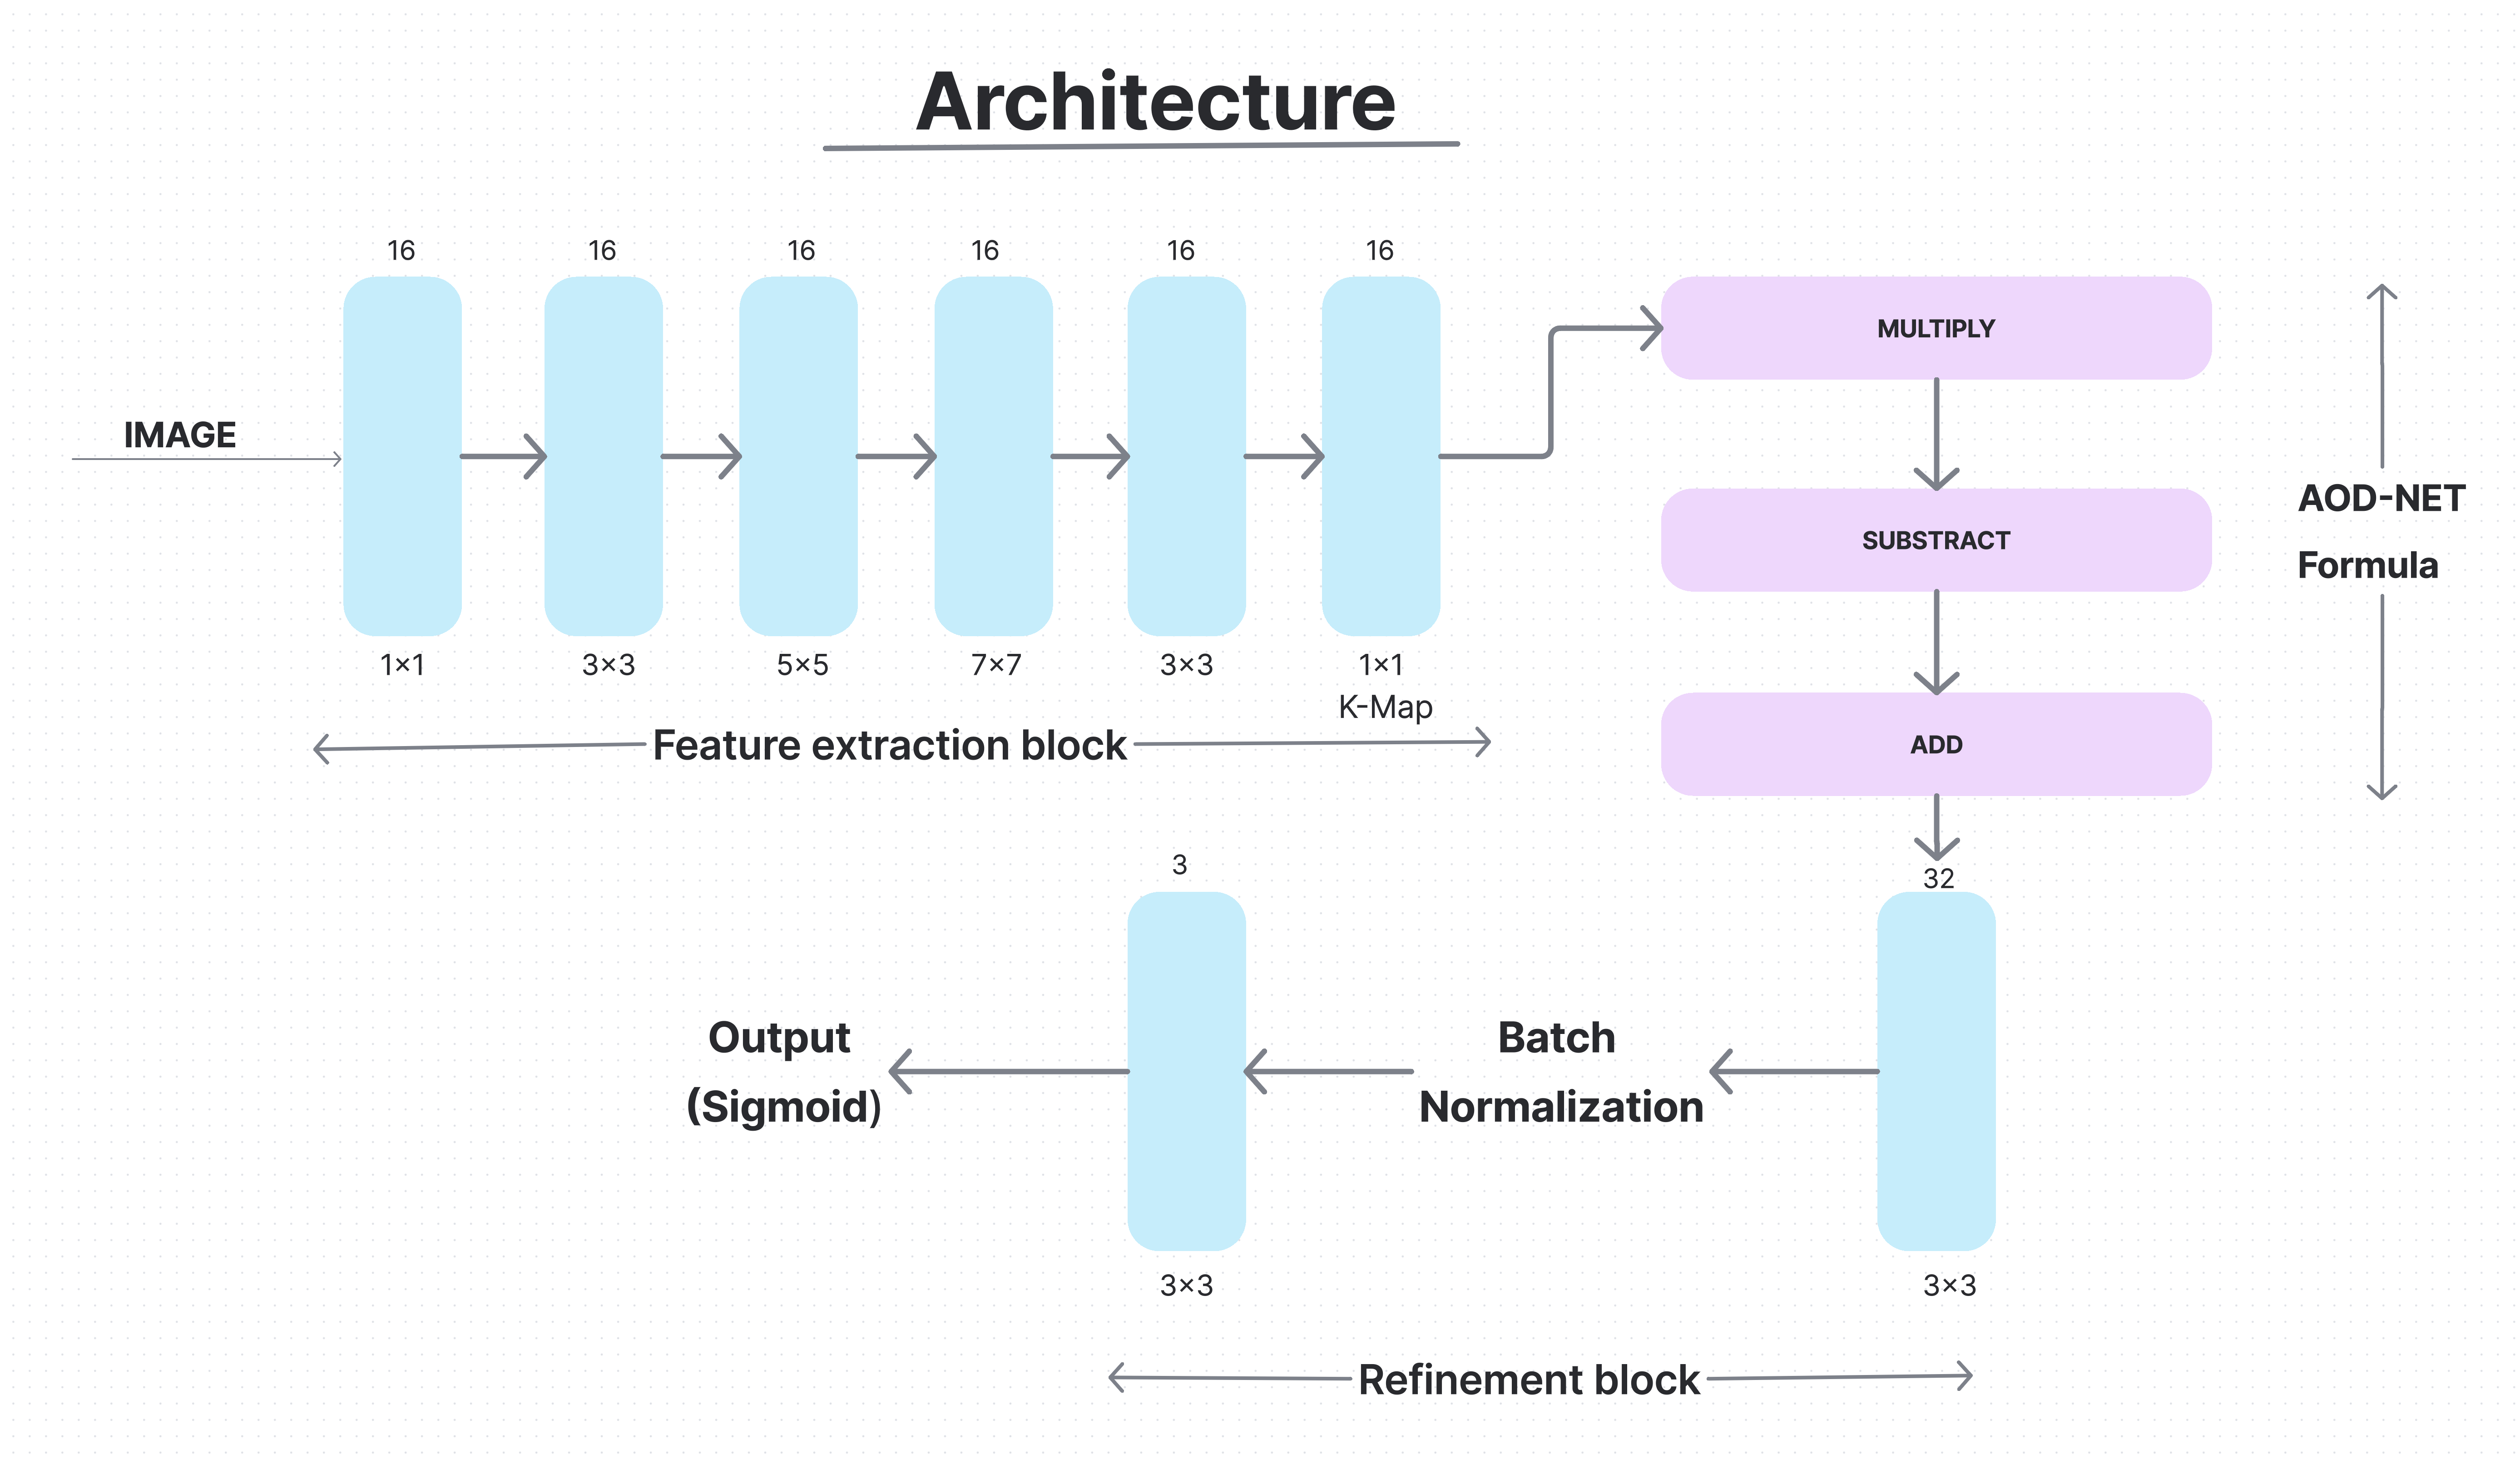 Architecture
16 16 16 16 16 16
IMAGE
1×1 3×3 5×5 7×7 3×3 1×1
K-Map
Feature extraction block
MULTIPLY
SUBSTRACT
ADD
AOD-NET
Formula
32
3×3
Batch
Normalization
3
3×3
Output
(Sigmoid)
Refinement block